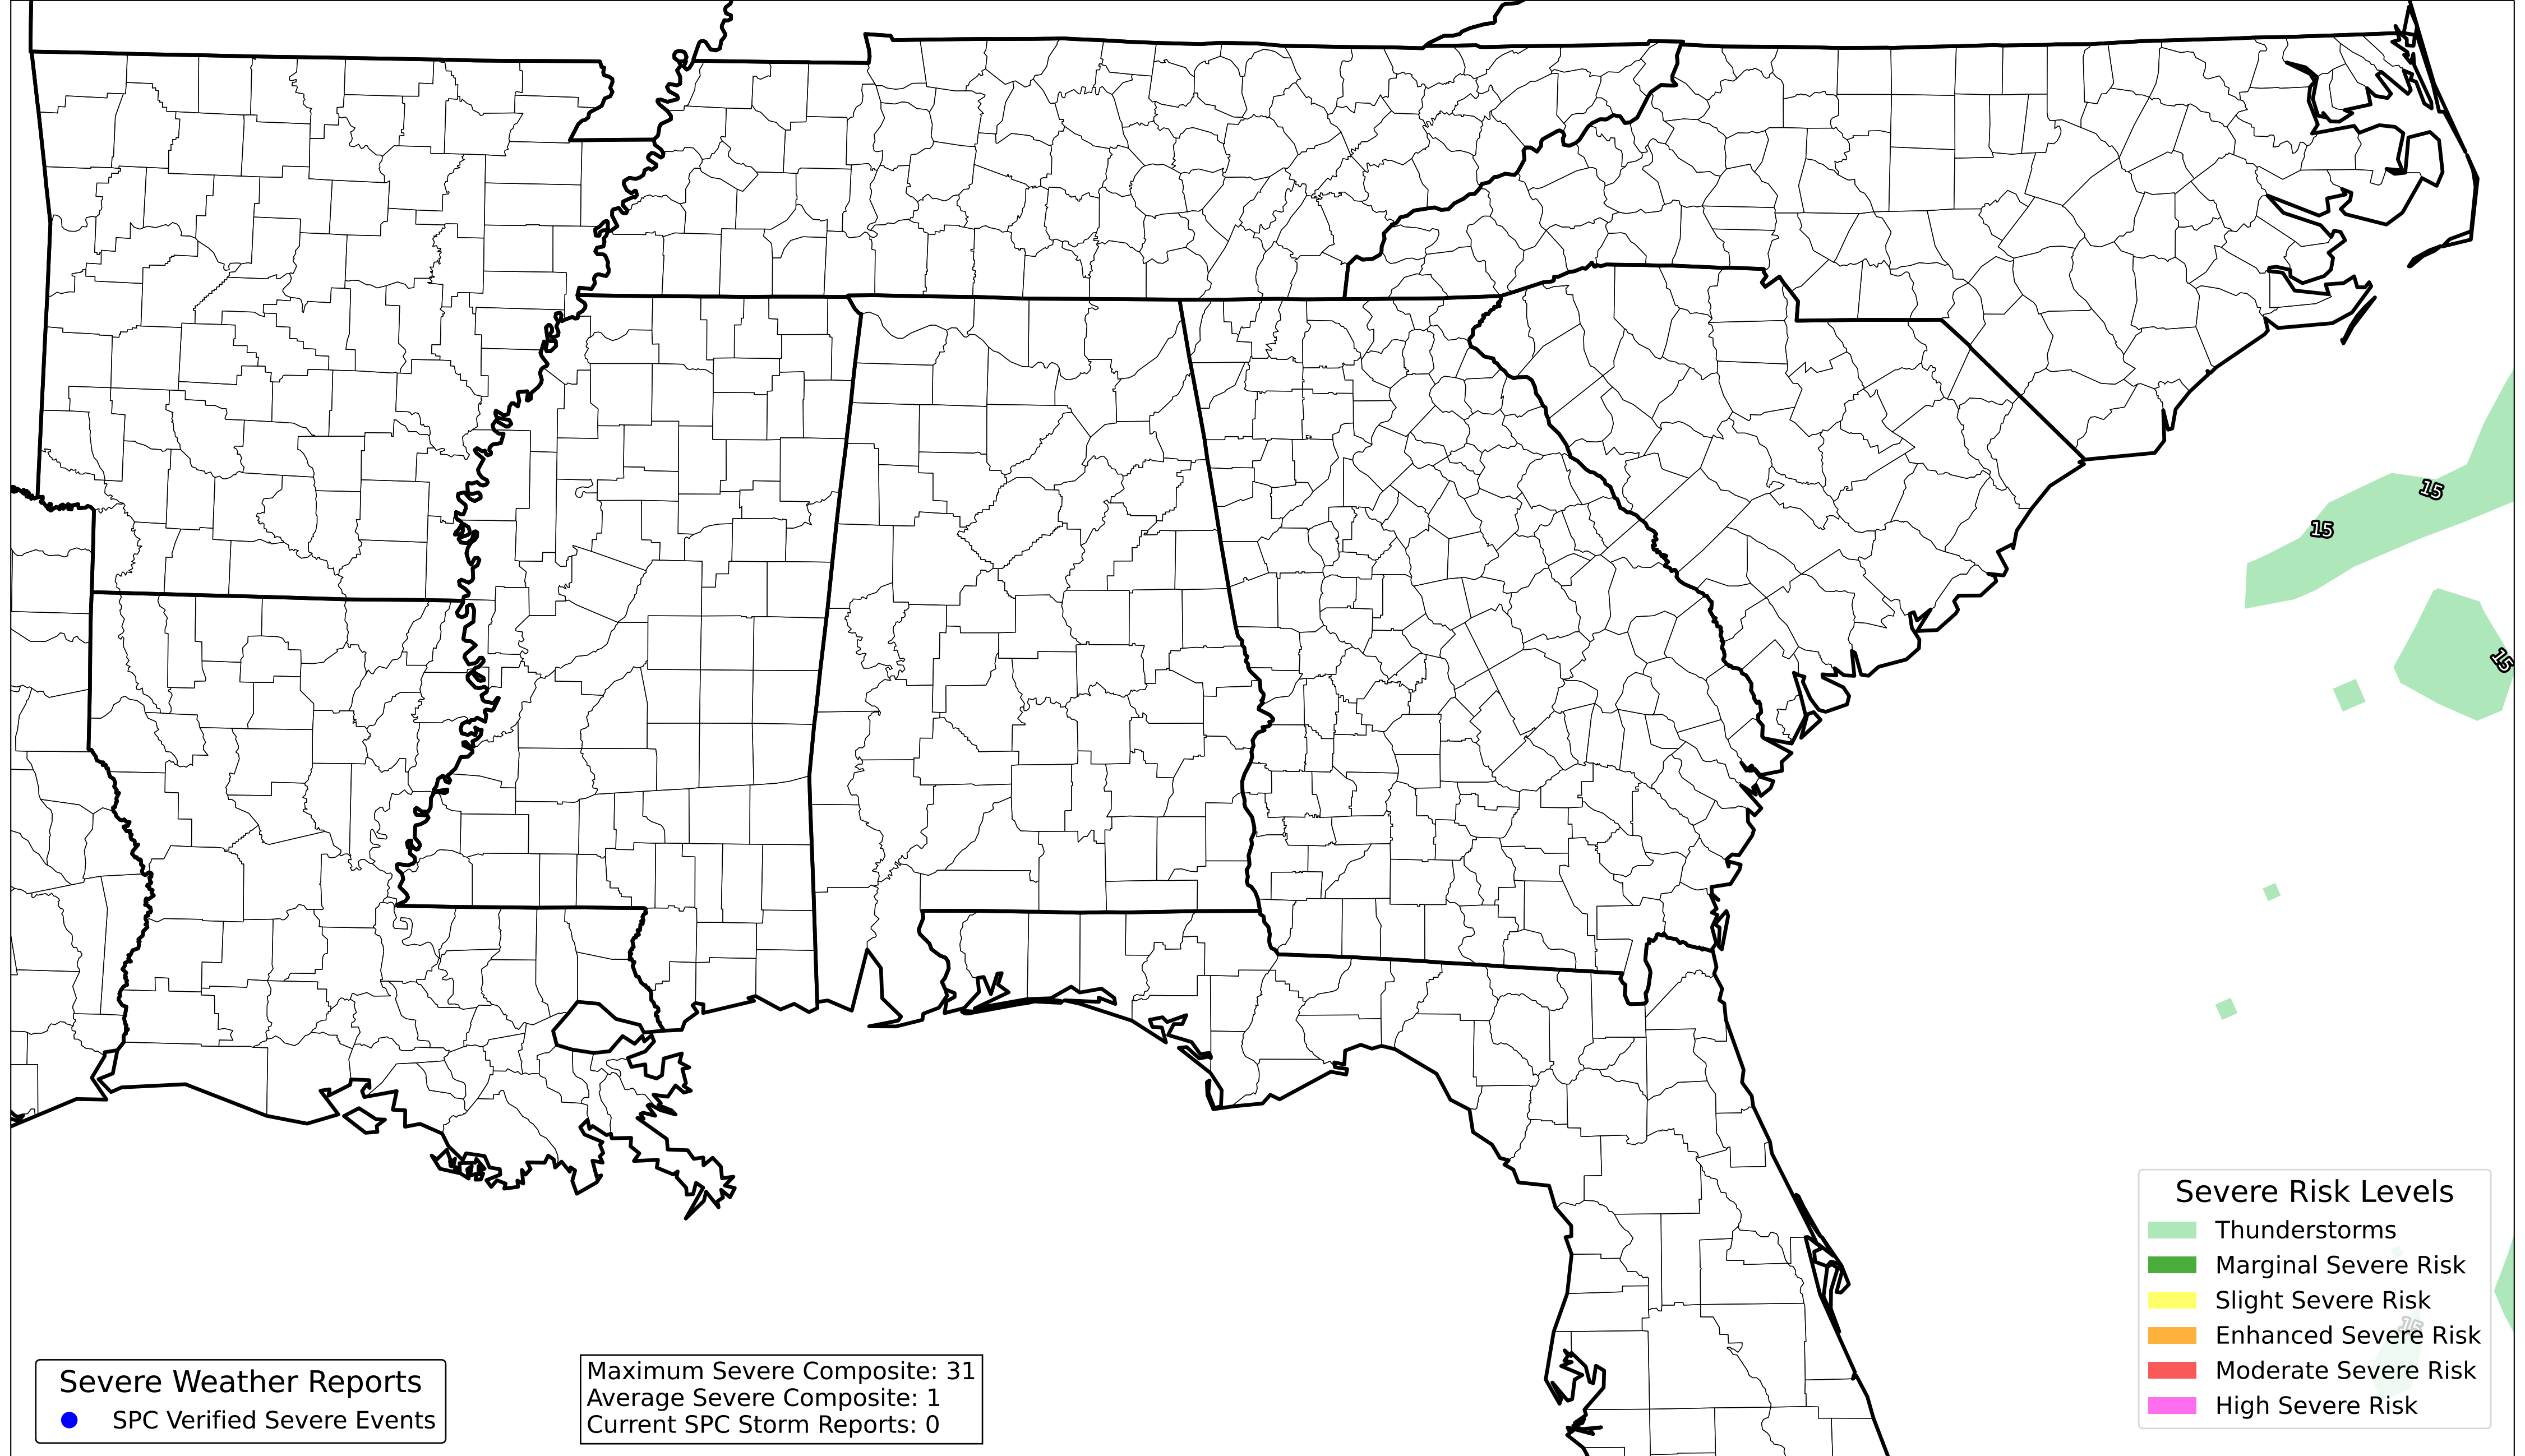 15
15
15
Severe Risk Levels
Thunderstorms
Marginal Severe Risk
Slight Severe Risk
15
Enhanced Severe Risk
Moderate Severe Risk
High Severe Risk
Severe Weather Reports
SPC Verified Severe Events
Maximum Severe Composite: 31
Average Severe Composite: 1
Current SPC Storm Reports: 0